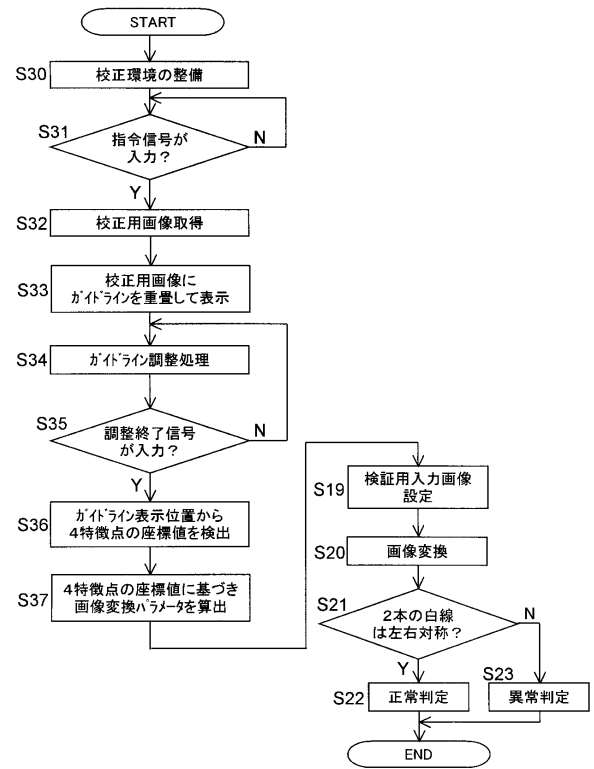 START
S30
校正環境の整備
S31
指令信号が
入力？
N
Y
S32
校正用画像取得
S33
校正用画像に
ｶﾞｲﾄﾞﾗｲﾝを重畳して表示
S34
ｶﾞｲﾄﾞﾗｲﾝ調整処理
S35
調整終了信号
が入力？
N
Y
S36
ｶﾞｲﾄﾞﾗｲﾝ表示位置から
４特徴点の座標値を検出
S37
４特徴点の座標値に基づき
画像変換ﾊﾟﾗﾒｰﾀを算出
S19
検証用入力画像
設定
S20
画像変換
S21
２本の白線
は左右対称？
N
Y
S22
正常判定
S23
異常判定
END